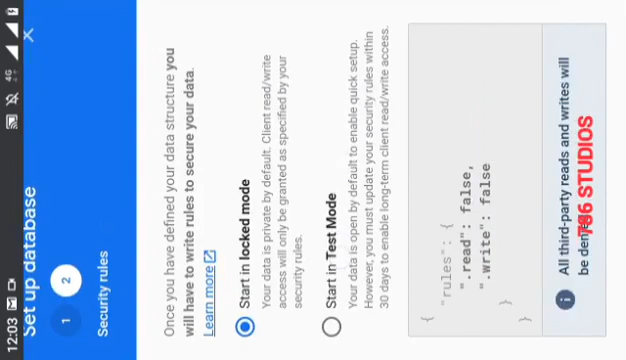 12:03
4G
Set up database
1
2
Security rules
Once you have defined your data structure you
will have to write rules to secure your data.
Learn more
Start in locked mode
Your data is private by default. Client read/write
access will only be granted as specified by your
security rules.
Start in Test Mode
Your data is open by default to enable quick setup.
However, you must update your security rules within
30 days to enable long-term client read/write access.
{
"rules": {
".read": false,
".write": false
}
}
All third-party reads and writes will
be denied
786 STUDIOS